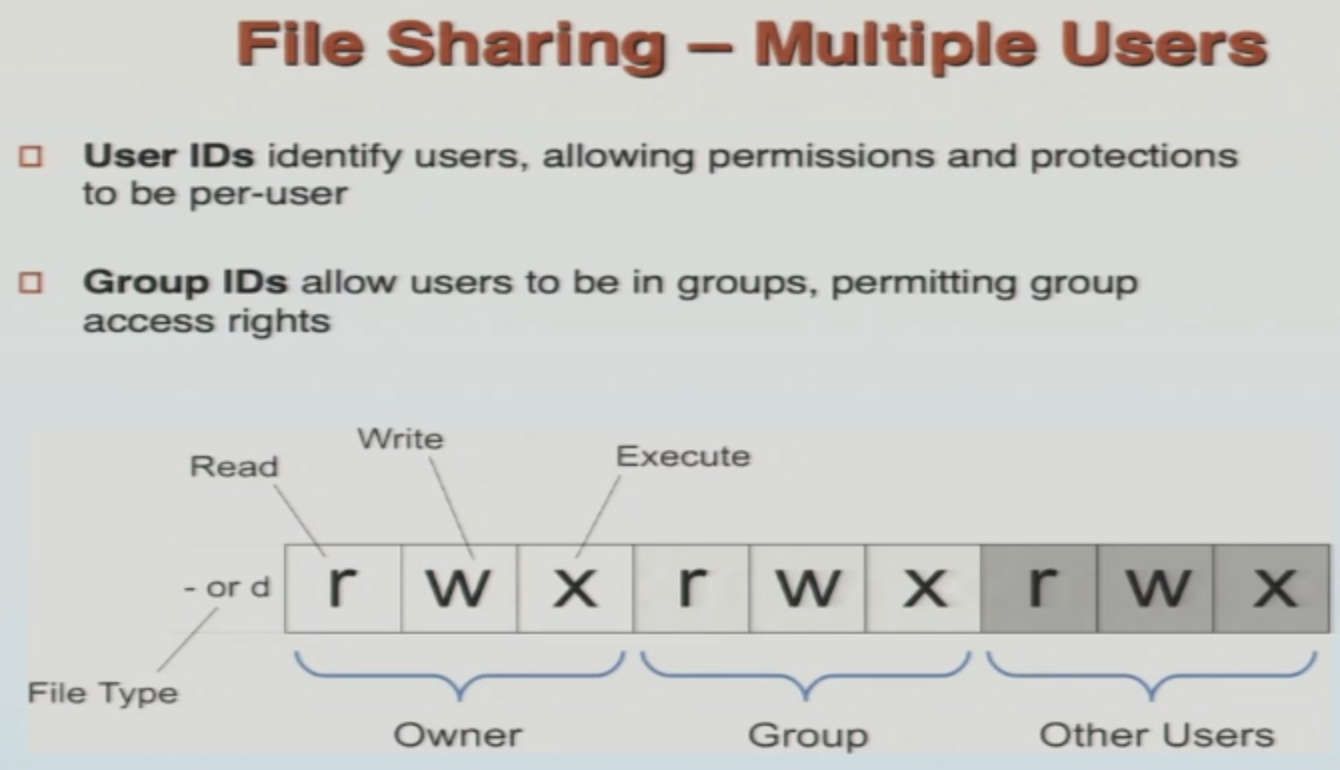 File Sharing – Multiple Users
User IDs identify users, allowing permissions and protections
to be per-user
Group IDs allow users to be in groups, permitting group
access rights
Write
Read
Execute
- or d r w x r w x r w x
File Type
Owner Group Other Users